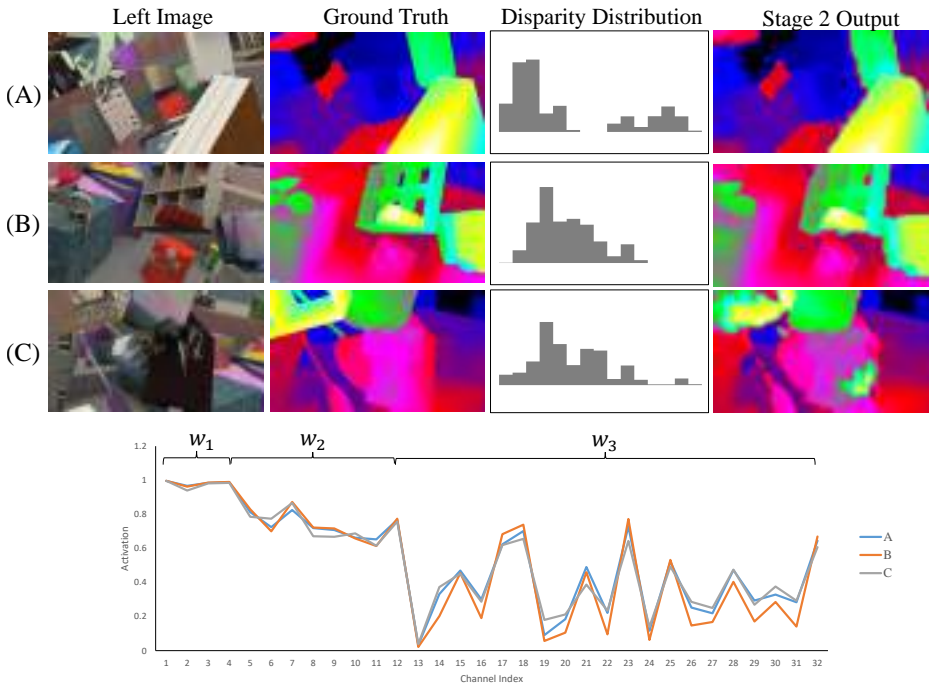 Left Image Ground Truth Disparity Distribution Stage 2 Output
(A)
(B)
(C)
w₁ w₂ w₃
1.2
1
0.8
0.6
0.4
0.2
0
Activation
1 2 3 4 5 6 7 8 9 10 11 12 13 14 15 16 17 18 19 20 21 22 23 24 25 26 27 28 29 30 31 32
Channel Index
A
B
C